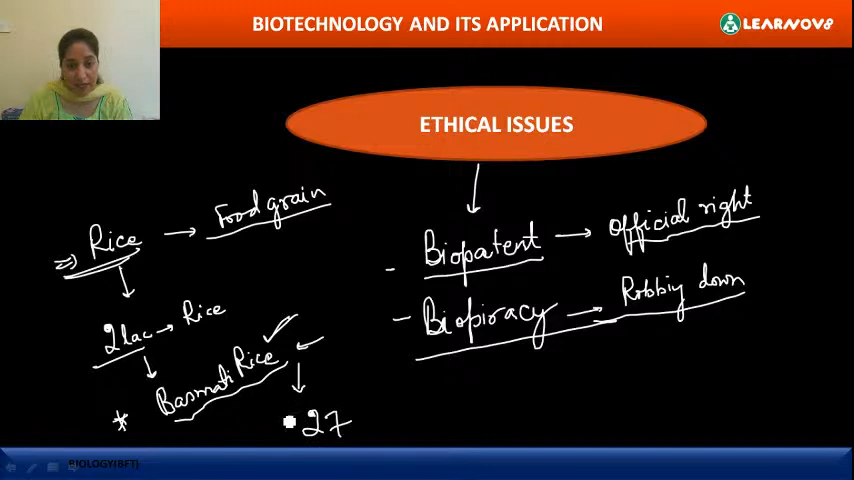 BIOTECHNOLOGY AND ITS APPLICATION
LEARNOV8
ETHICAL ISSUES
Rice → Food grain
2 lac → Rice
Basmati Rice
* 27
- Biopatent → Official right
- Biopiracy → Robbiy down
BIOLOGY(BFT)